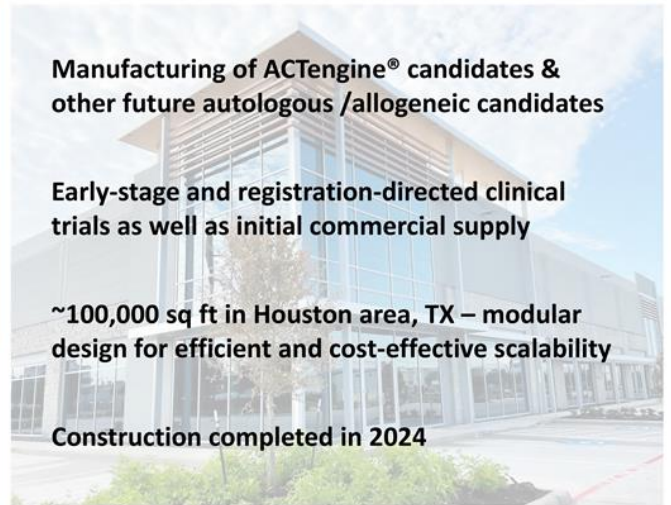 Manufacturing of ACTengine® candidates &
other future autologous /allogeneic candidates
Early-stage and registration-directed clinical
trials as well as initial commercial supply
~100,000 sq ft in Houston area, TX – modular
design for efficient and cost-effective scalability
Construction completed in 2024